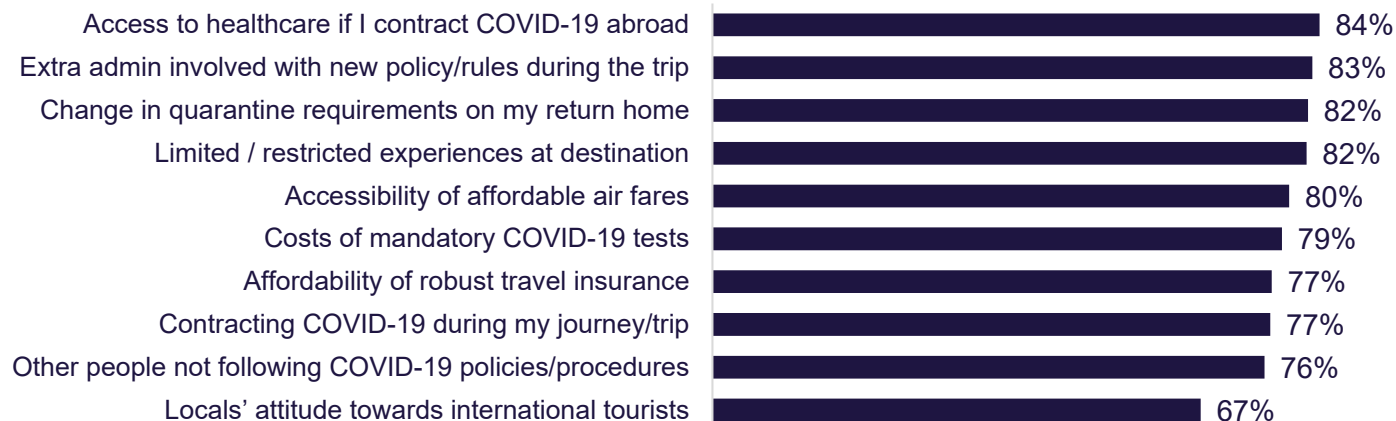 Access to healthcare if I contract COVID-19 abroad 84%
Extra admin involved with new policy/rules during the trip 83%
Change in quarantine requirements on my return home 82%
Limited / restricted experiences at destination 82%
Accessibility of affordable air fares 80%
Costs of mandatory COVID-19 tests 79%
Affordability of robust travel insurance 77%
Contracting COVID-19 during my journey/trip 77%
Other people not following COVID-19 policies/procedures 76%
Locals’ attitude towards international tourists 67%